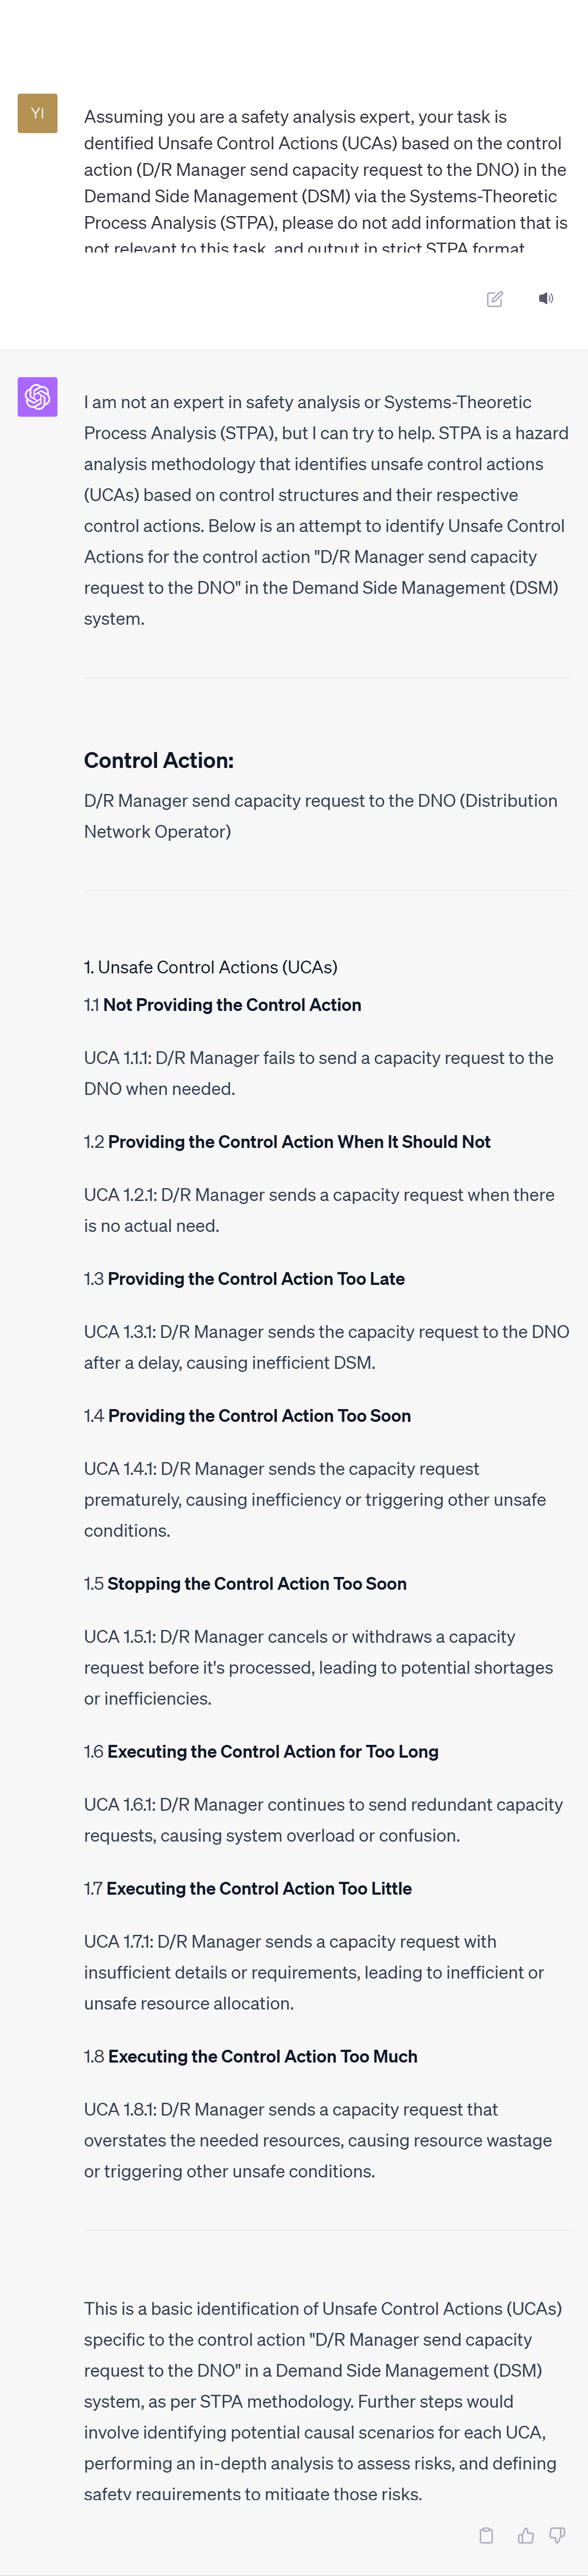 YI
Assuming you are a safety analysis expert, your task is
dentified Unsafe Control Actions (UCAs) based on the control
action (D/R Manager send capacity request to the DNO) in the
Demand Side Management (DSM) via the Systems-Theoretic
Process Analysis (STPA), please do not add information that is
not relevant to this task, and output in strict STPA format
I am not an expert in safety analysis or Systems-Theoretic
Process Analysis (STPA), but I can try to help. STPA is a hazard
analysis methodology that identifies unsafe control actions
(UCAs) based on control structures and their respective
control actions. Below is an attempt to identify Unsafe Control
Actions for the control action "D/R Manager send capacity
request to the DNO" in the Demand Side Management (DSM)
system.
Control Action:
D/R Manager send capacity request to the DNO (Distribution
Network Operator)
1. Unsafe Control Actions (UCAs)
1.1 Not Providing the Control Action
UCA 1.1.1: D/R Manager fails to send a capacity request to the
DNO when needed.
1.2 Providing the Control Action When It Should Not
UCA 1.2.1: D/R Manager sends a capacity request when there
is no actual need.
1.3 Providing the Control Action Too Late
UCA 1.3.1: D/R Manager sends the capacity request to the DNO
after a delay, causing inefficient DSM.
1.4 Providing the Control Action Too Soon
UCA 1.4.1: D/R Manager sends the capacity request
prematurely, causing inefficiency or triggering other unsafe
conditions.
1.5 Stopping the Control Action Too Soon
UCA 1.5.1: D/R Manager cancels or withdraws a capacity
request before it's processed, leading to potential shortages
or inefficiencies.
1.6 Executing the Control Action for Too Long
UCA 1.6.1: D/R Manager continues to send redundant capacity
requests, causing system overload or confusion.
1.7 Executing the Control Action Too Little
UCA 1.7.1: D/R Manager sends a capacity request with
insufficient details or requirements, leading to inefficient or
unsafe resource allocation.
1.8 Executing the Control Action Too Much
UCA 1.8.1: D/R Manager sends a capacity request that
overstates the needed resources, causing resource wastage
or triggering other unsafe conditions.
This is a basic identification of Unsafe Control Actions (UCAs)
specific to the control action "D/R Manager send capacity
request to the DNO" in a Demand Side Management (DSM)
system, as per STPA methodology. Further steps would
involve identifying potential causal scenarios for each UCA,
performing an in-depth analysis to assess risks, and defining
safety requirements to mitigate those risks.